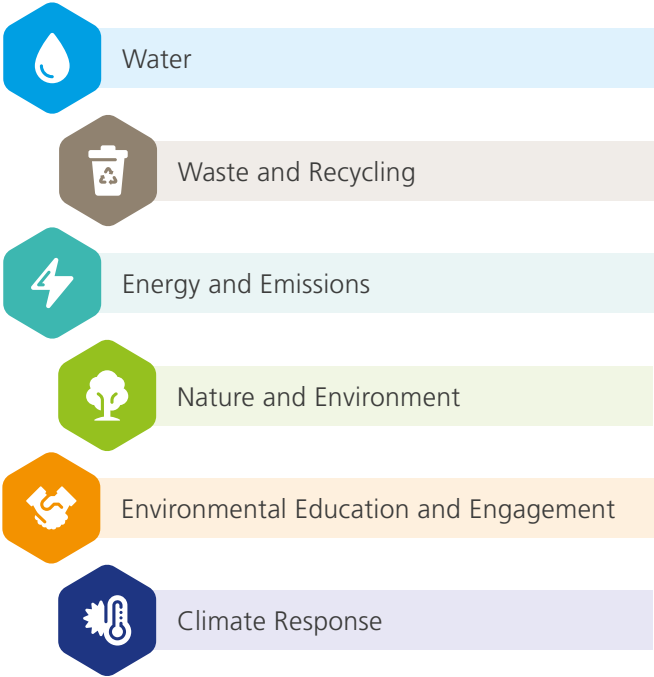 Water
Waste and Recycling
Energy and Emissions
Nature and Environment
Environmental Education and Engagement
Climate Response